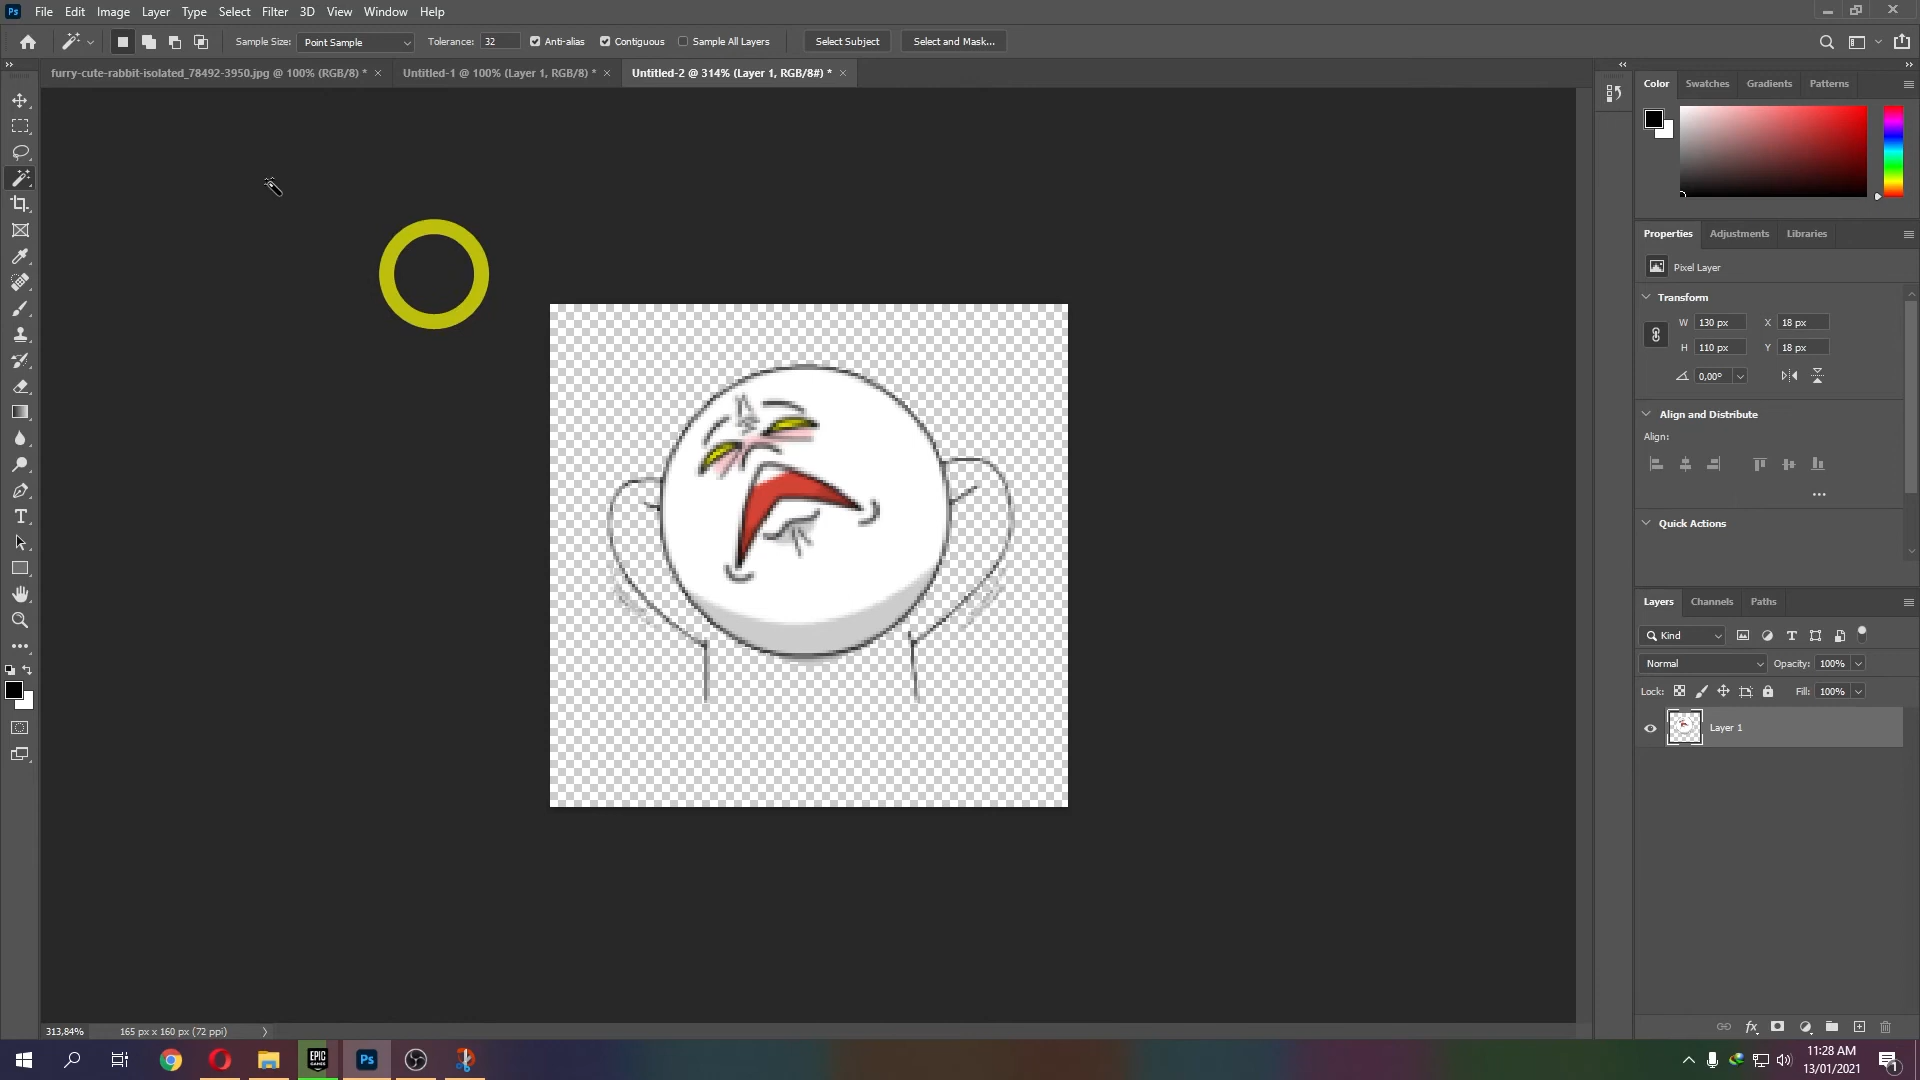 Ps File Edit Image Layer Type Select Filter 3D View Window Help
Sample Size: Point Sample Tolerance: 32 Anti-alias Contiguous Sample All Layers Select Subject Select and Mask...
furry-cute-rabbit-isolated_78492-3950.jpg @ 100% (RGB/8) * Untitled-1 @ 100% (Layer 1, RGB/8) * Untitled-2 @ 314% (Layer 1, RGB/8#) *
Color Swatches Gradients Patterns
Properties Adjustments Libraries
Pixel Layer
Transform
W 130 px X 18 px
H 110 px Y 18 px
0,00°
Align and Distribute
Align:
Quick Actions
Layers Channels Paths
Kind
Normal Opacity: 100%
Lock: Fill: 100%
Layer 1
313,84% 165 px x 160 px (72 ppi)
EPIC GAMES
Ps
11:28 AM
13/01/2021
1